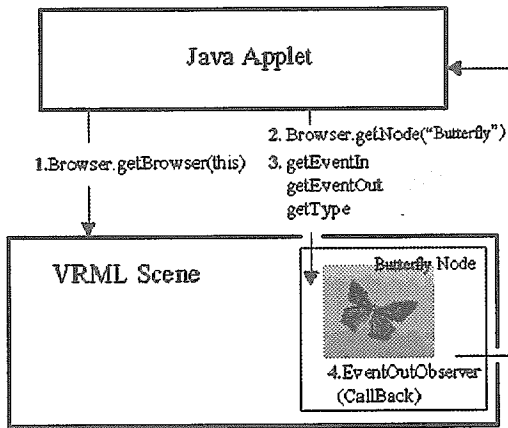 Java Applet
1.Browser.getBrowser(this)
2. Browser.getNode("Butterfly")
3. getEventIn
getEventOut
getType
VRML Scene
Butterfly Node
4.EventOutObserver
(CallBack)